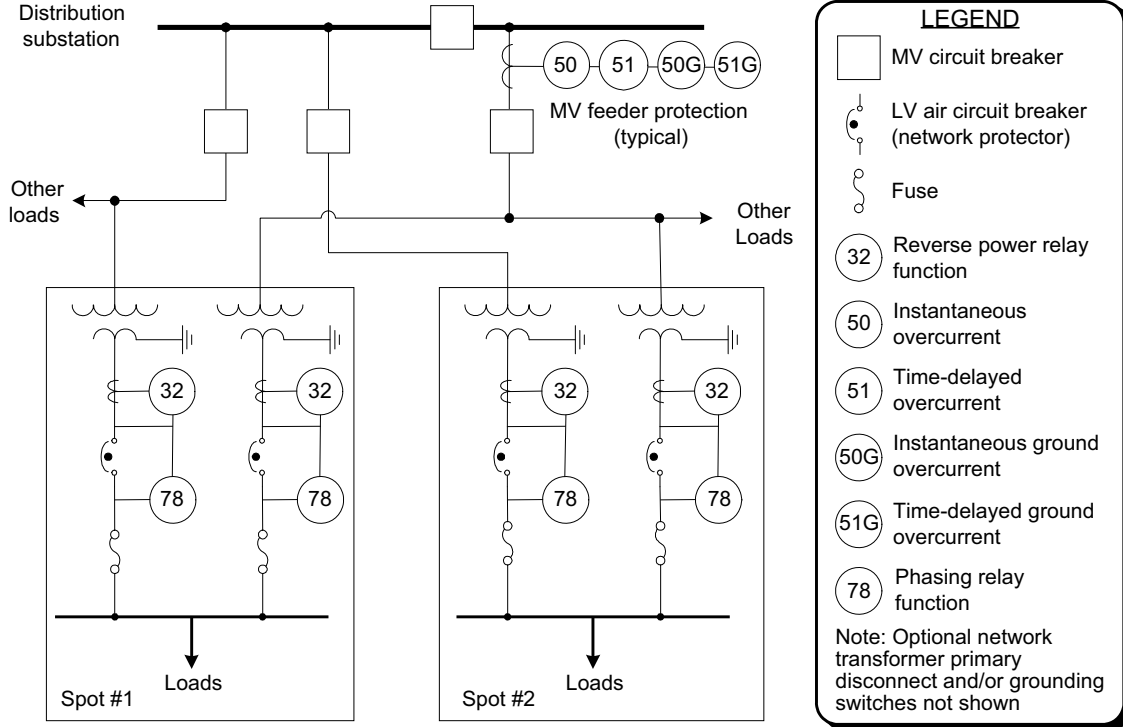 Distribution
substation
50
51
50G
51G
MV feeder protection
(typical)
Other
loads
Other
Loads
32
32
32
32
78
78
78
78
Loads
Spot #1
Loads
Spot #2
LEGEND
MV circuit breaker
LV air circuit breaker
(network protector)
Fuse
32
Reverse power relay
function
50
Instantaneous
overcurrent
51
Time-delayed
overcurrent
50G
Instantaneous ground
overcurrent
51G
Time-delayed ground
overcurrent
78
Phasing relay
function
Note: Optional network
transformer primary
disconnect and/or grounding
switches not shown